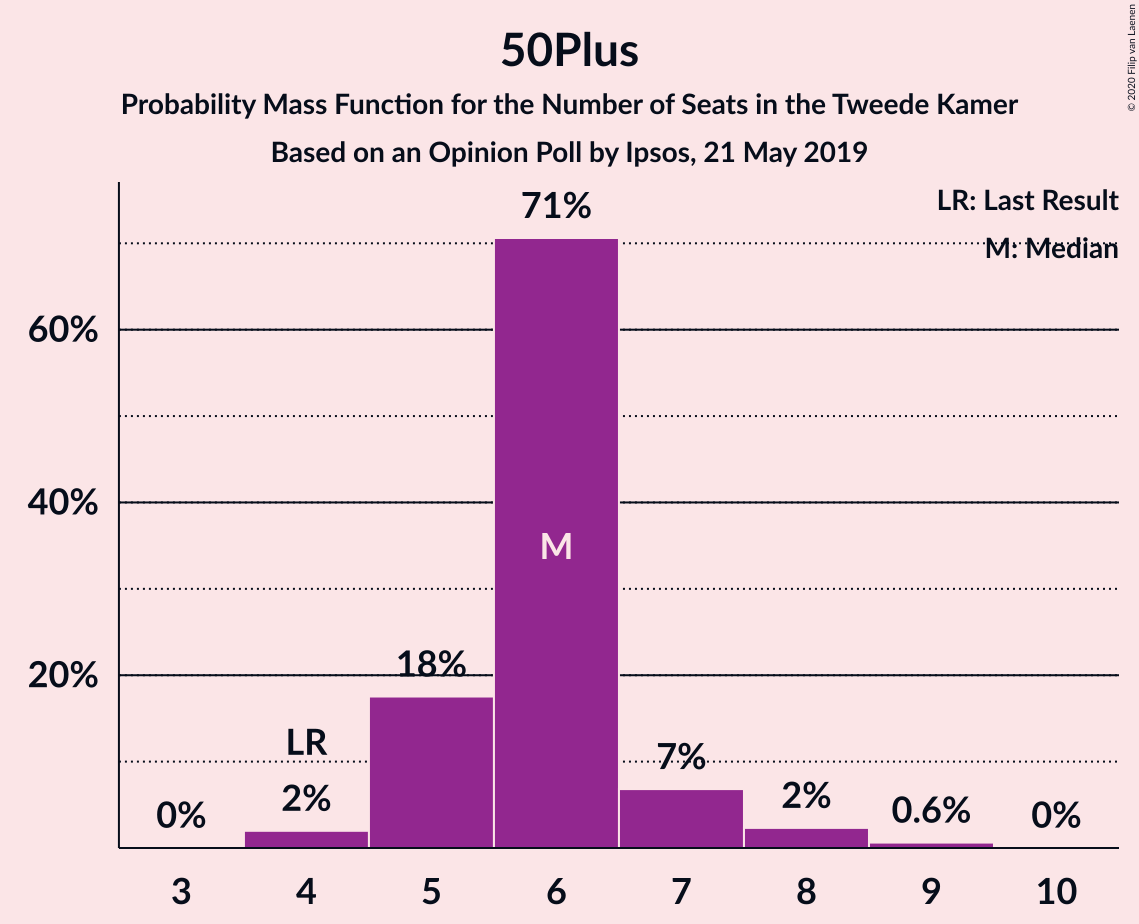 50Plus
Probability Mass Function for the Number of Seats in the Tweede Kamer
Based on an Opinion Poll by Ipsos, 21 May 2019
© 2020 Filip van Laenen
LR: Last Result
M: Median
71%
60%
40%
20%
M
18%
LR
0%
2%
7%
2%
0.6%
0%
3 4 5 6 7 8 9 10